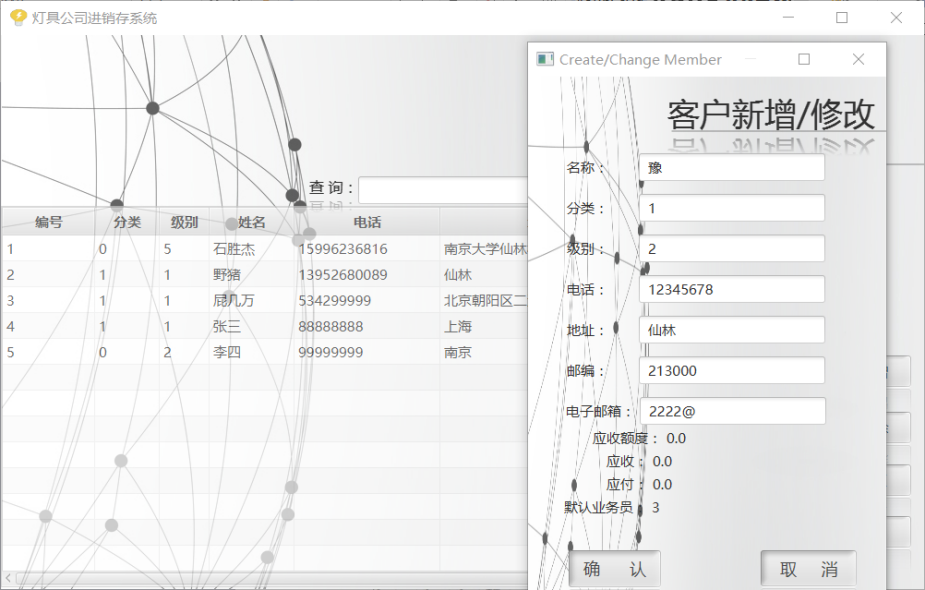 灯具公司进销存系统
查 询：
编号 分类 级别 姓名 电话
1 0 5 石胜杰 15996236816 南京大学仙林
2 1 1 野猪 13952680089 仙林
3 1 1 尼几万 534299999 北京朝阳区二
4 1 1 张三 88888888 上海
5 0 2 李四 99999999 南京
Create/Change Member
客户新增/修改
名称： 豫
分类： 1
级别： 2
电话： 12345678
地址： 仙林
邮编： 213000
电子邮箱： 2222@
应收额度： 0.0
应收： 0.0
应付： 0.0
默认业务员： 3
确 认 取 消